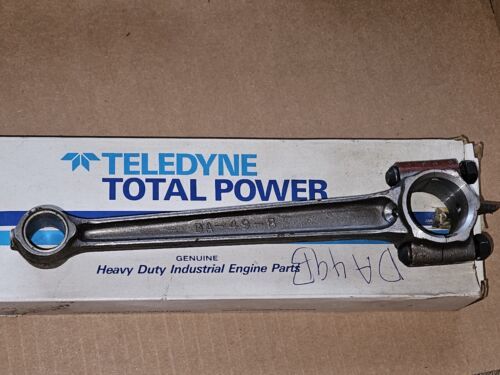 TELEDYNE
TOTAL POWER
DA-49-B
GENUINE
Heavy Duty Industrial Engine Parts
DA49B